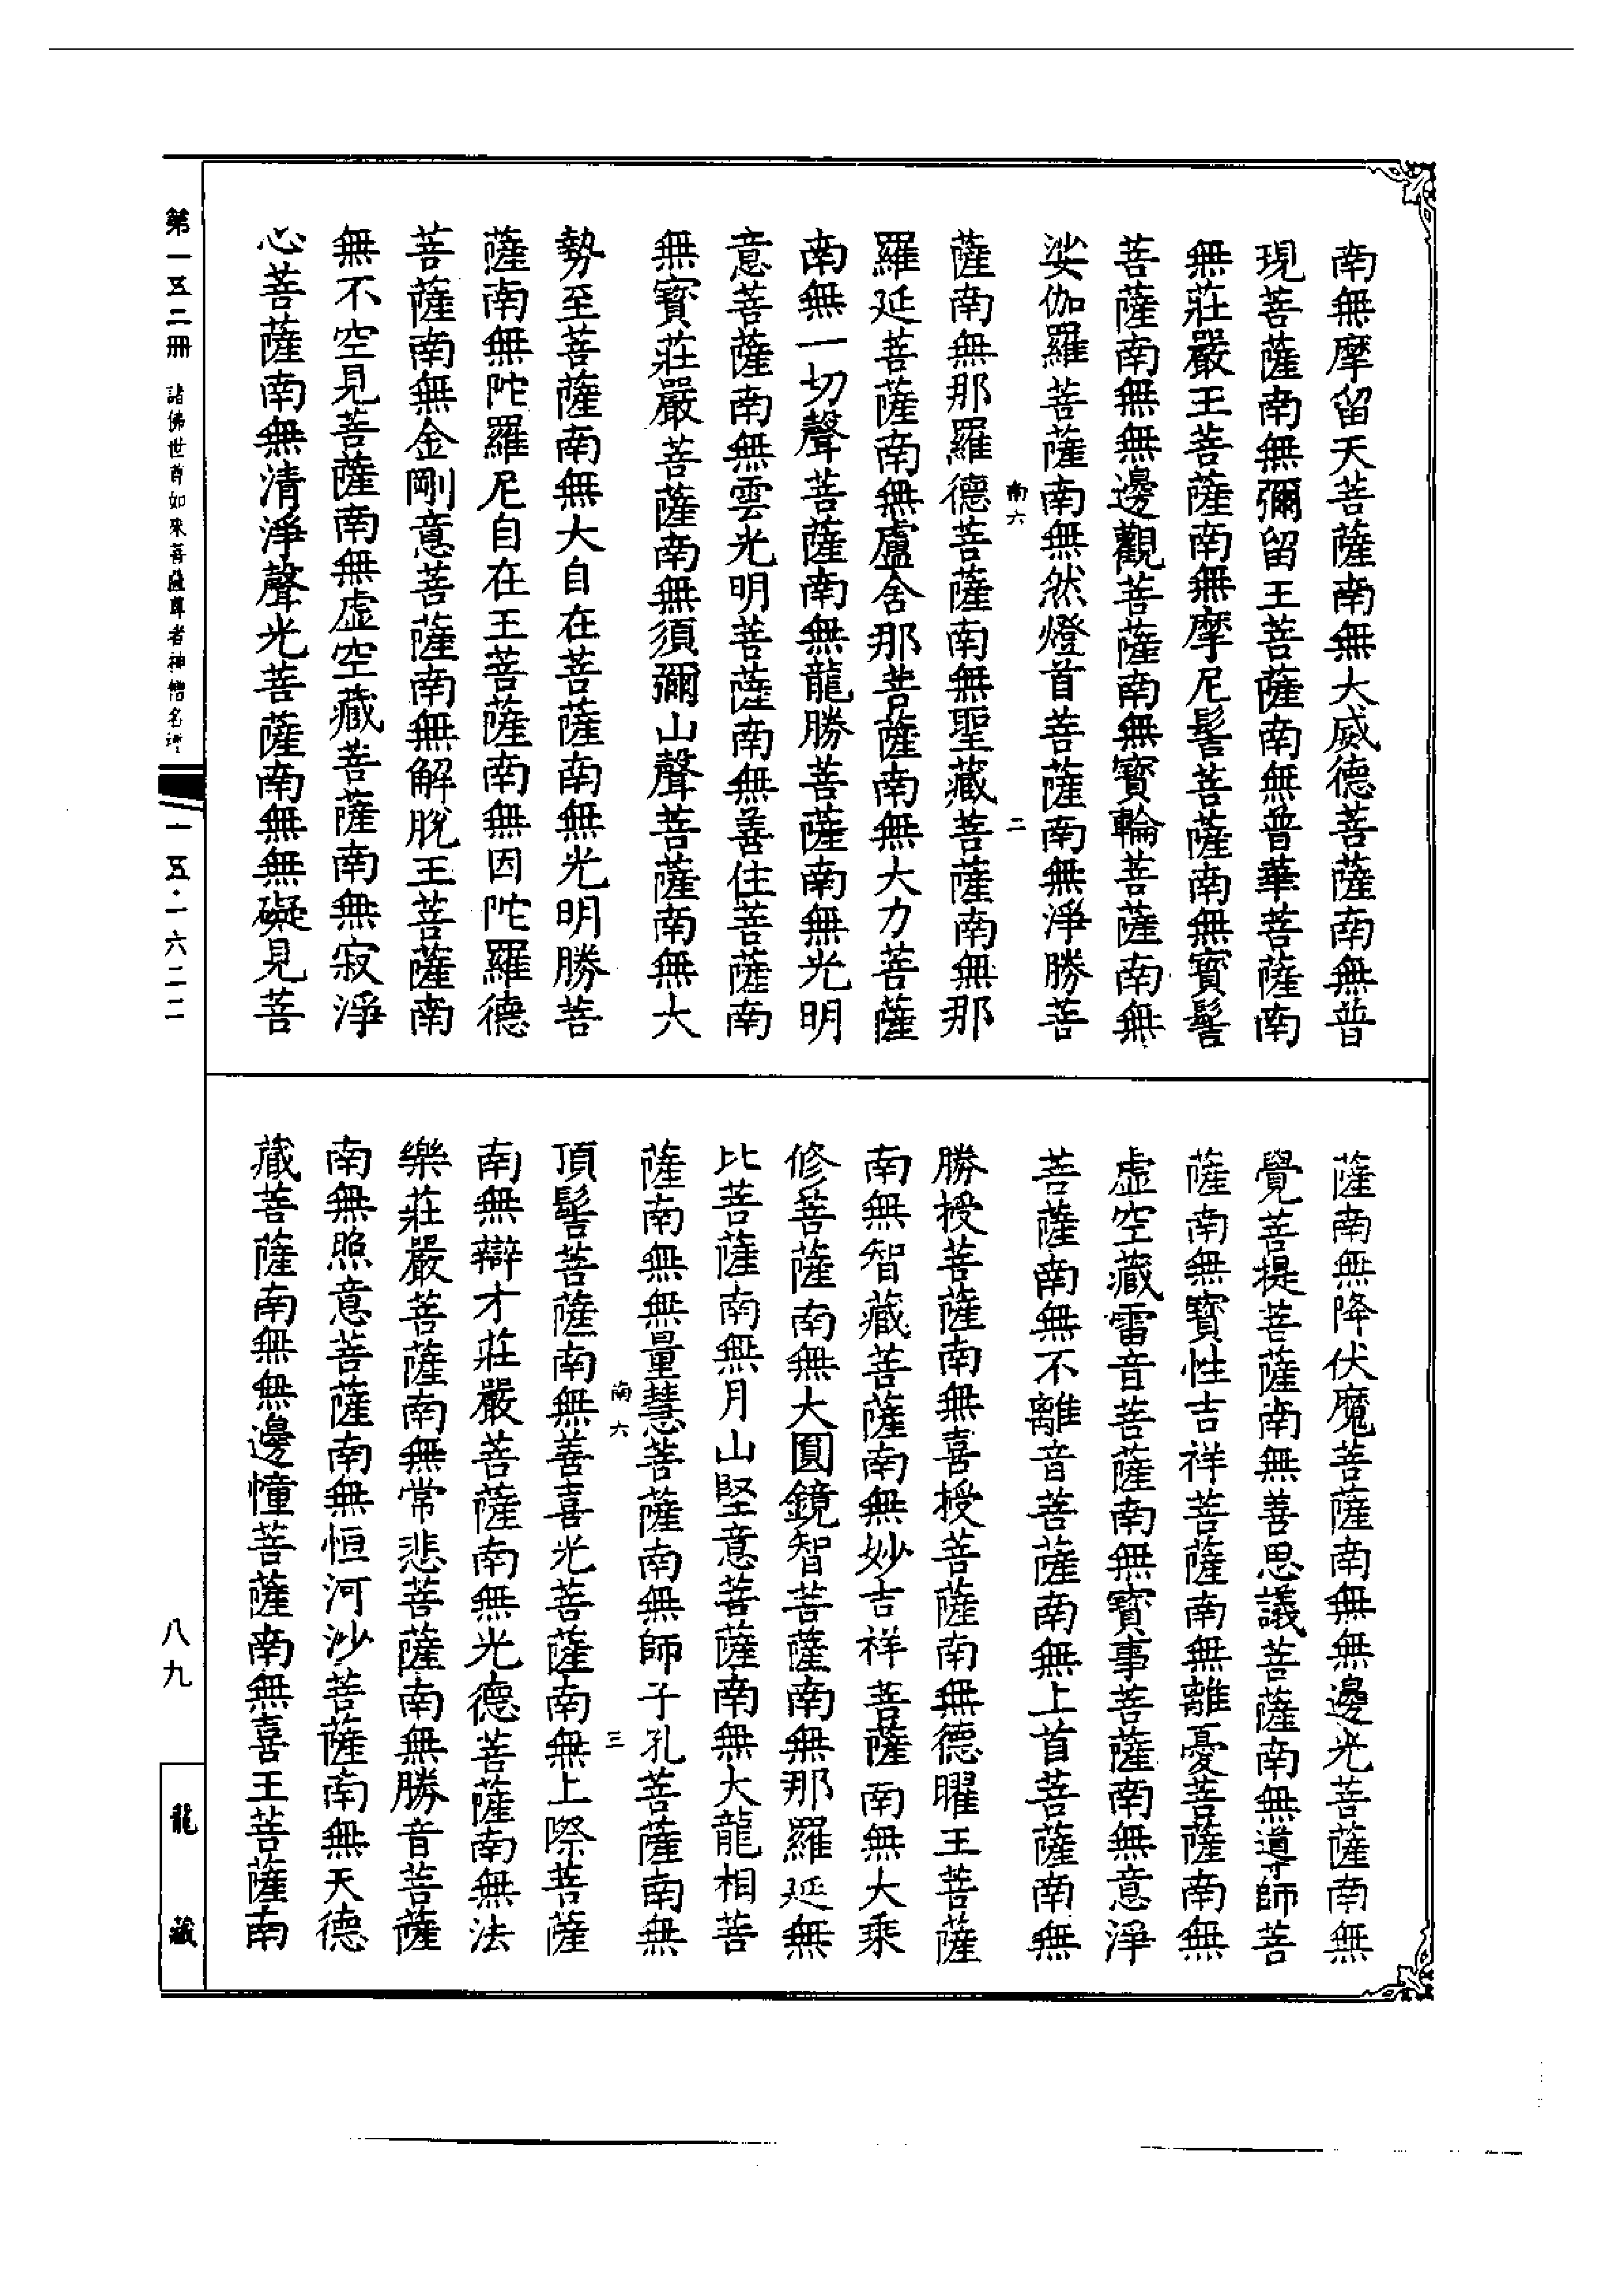 南無摩留天菩薩南無大威德菩薩南無普
現菩薩南無彌留王菩薩南無普華菩薩南
無莊嚴王菩薩南無摩尼髻菩薩南無寶髻
菩薩南無無邊觀菩薩南無寶輪菩薩南無
娑伽羅菩薩南無然燈首菩薩南無淨勝菩
南六 二
薩南無那羅德菩薩南無聖藏菩薩南無那
羅延菩薩南無盧舍那菩薩南無大力菩薩
南無一切聲菩薩南無龍勝菩薩南無光明
意菩薩南無雲光明菩薩南無善住菩薩南
無寶莊嚴菩薩南無須彌山聲菩薩南無大
勢至菩薩南無大自在菩薩南無光明勝菩
薩南無陀羅尼自在王菩薩南無因陀羅德
菩薩南無金剛意菩薩南無解脫王菩薩南
無不空見菩薩南無虛空藏菩薩南無寂淨
心菩薩南無清淨聲光菩薩南無無礙見菩
薩南無降伏魔菩薩南無無邊光菩薩南無
覺菩提菩薩南無善思議菩薩南無導師菩
薩南無寶性吉祥菩薩南無離憂菩薩南無
虛空藏雷音菩薩南無寶事菩薩南無意淨
菩薩南無不離音菩薩南無上首菩薩南無
勝授菩薩南無喜授菩薩南無德曜王菩薩
南無智藏菩薩南無妙吉祥菩薩南無大乘
修菩薩南無大圓鏡智菩薩南無那羅延無
比菩薩南無月山堅意菩薩南無大龍相菩
薩南無無量慧菩薩南無師子孔菩薩南無
南六 三
頂髻菩薩南無善喜光菩薩南無上際菩薩
南無辯才莊嚴菩薩南無光德菩薩南無法
樂莊嚴菩薩南無常悲菩薩南無勝音菩薩
南無照意菩薩南無恒河沙菩薩南無天德
藏菩薩南無無邊憧菩薩南無喜王菩薩南
第一五二冊 諸佛世尊如來菩薩尊者神僧名經
一五·一六二二
八九
龍藏